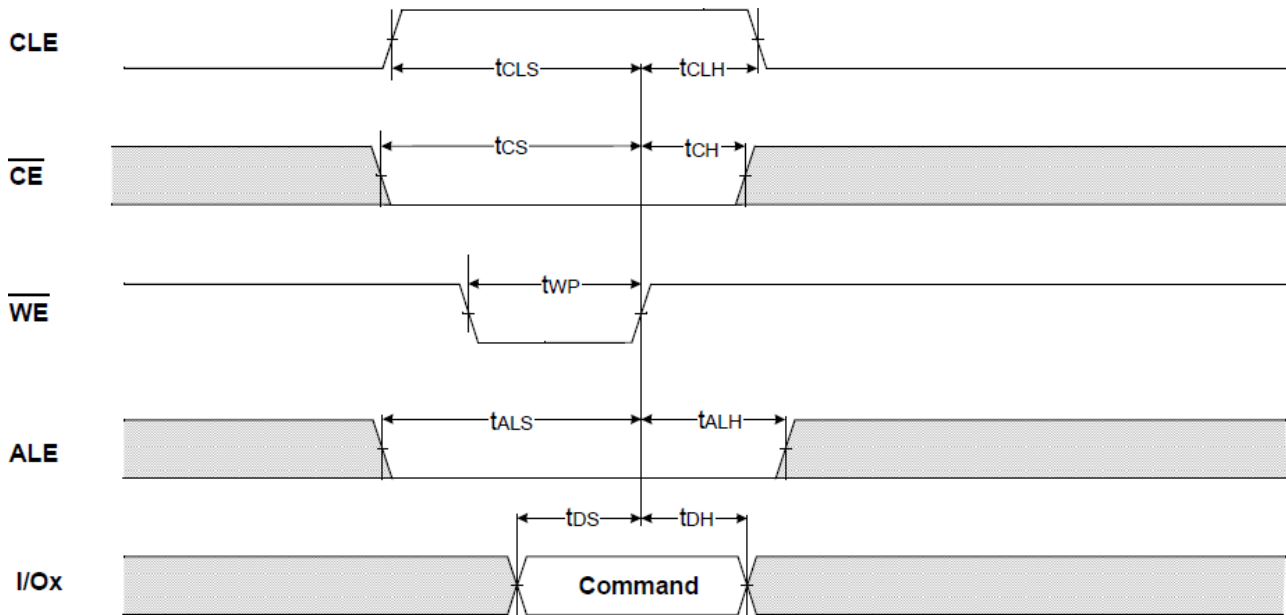 CLE
tCLS
tCLH
CE
tCS
tCH
WE
tWP
ALE
tALS
tALH
tDS
tDH
I/Ox
Command